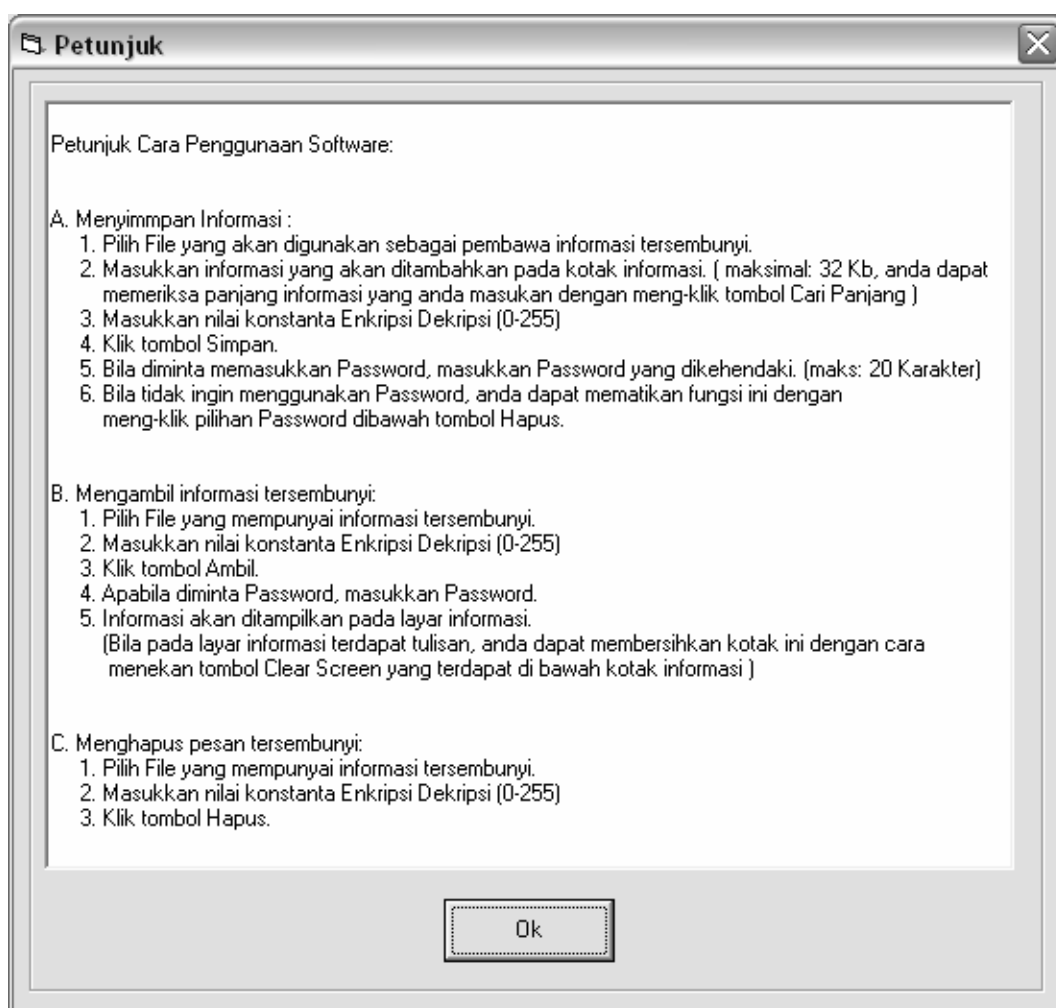 Petunjuk
Petunjuk Cara Penggunaan Software:
A. Menyimmpan Informasi :
1. Pilih File yang akan digunakan sebagai pembawa informasi tersembunyi.
2. Masukkan informasi yang akan ditambahkan pada kotak informasi. ( maksimal: 32 Kb, anda dapat
memeriksa panjang informasi yang anda masukan dengan meng-klik tombol Cari Panjang )
3. Masukkan nilai konstanta Enkripsi Dekripsi (0-255)
4. Klik tombol Simpan.
5. Bila diminta memasukkan Password, masukkan Password yang dikehendaki. (maks: 20 Karakter)
6. Bila tidak ingin menggunakan Password, anda dapat mematikan fungsi ini dengan
meng-klik pilihan Password dibawah tombol Hapus.
B. Mengambil informasi tersembunyi:
1. Pilih File yang mempunyai informasi tersembunyi.
2. Masukkan nilai konstanta Enkripsi Dekripsi (0-255)
3. Klik tombol Ambil.
4. Apabila diminta Password, masukkan Password.
5. Informasi akan ditampilkan pada layar informasi.
(Bila pada layar informasi terdapat tulisan, anda dapat membersihkan kotak ini dengan cara
menekan tombol Clear Screen yang terdapat di bawah kotak informasi )
C. Menghapus pesan tersembunyi:
1. Pilih File yang mempunyai informasi tersembunyi.
2. Masukkan nilai konstanta Enkripsi Dekripsi (0-255)
3. Klik tombol Hapus.
Ok